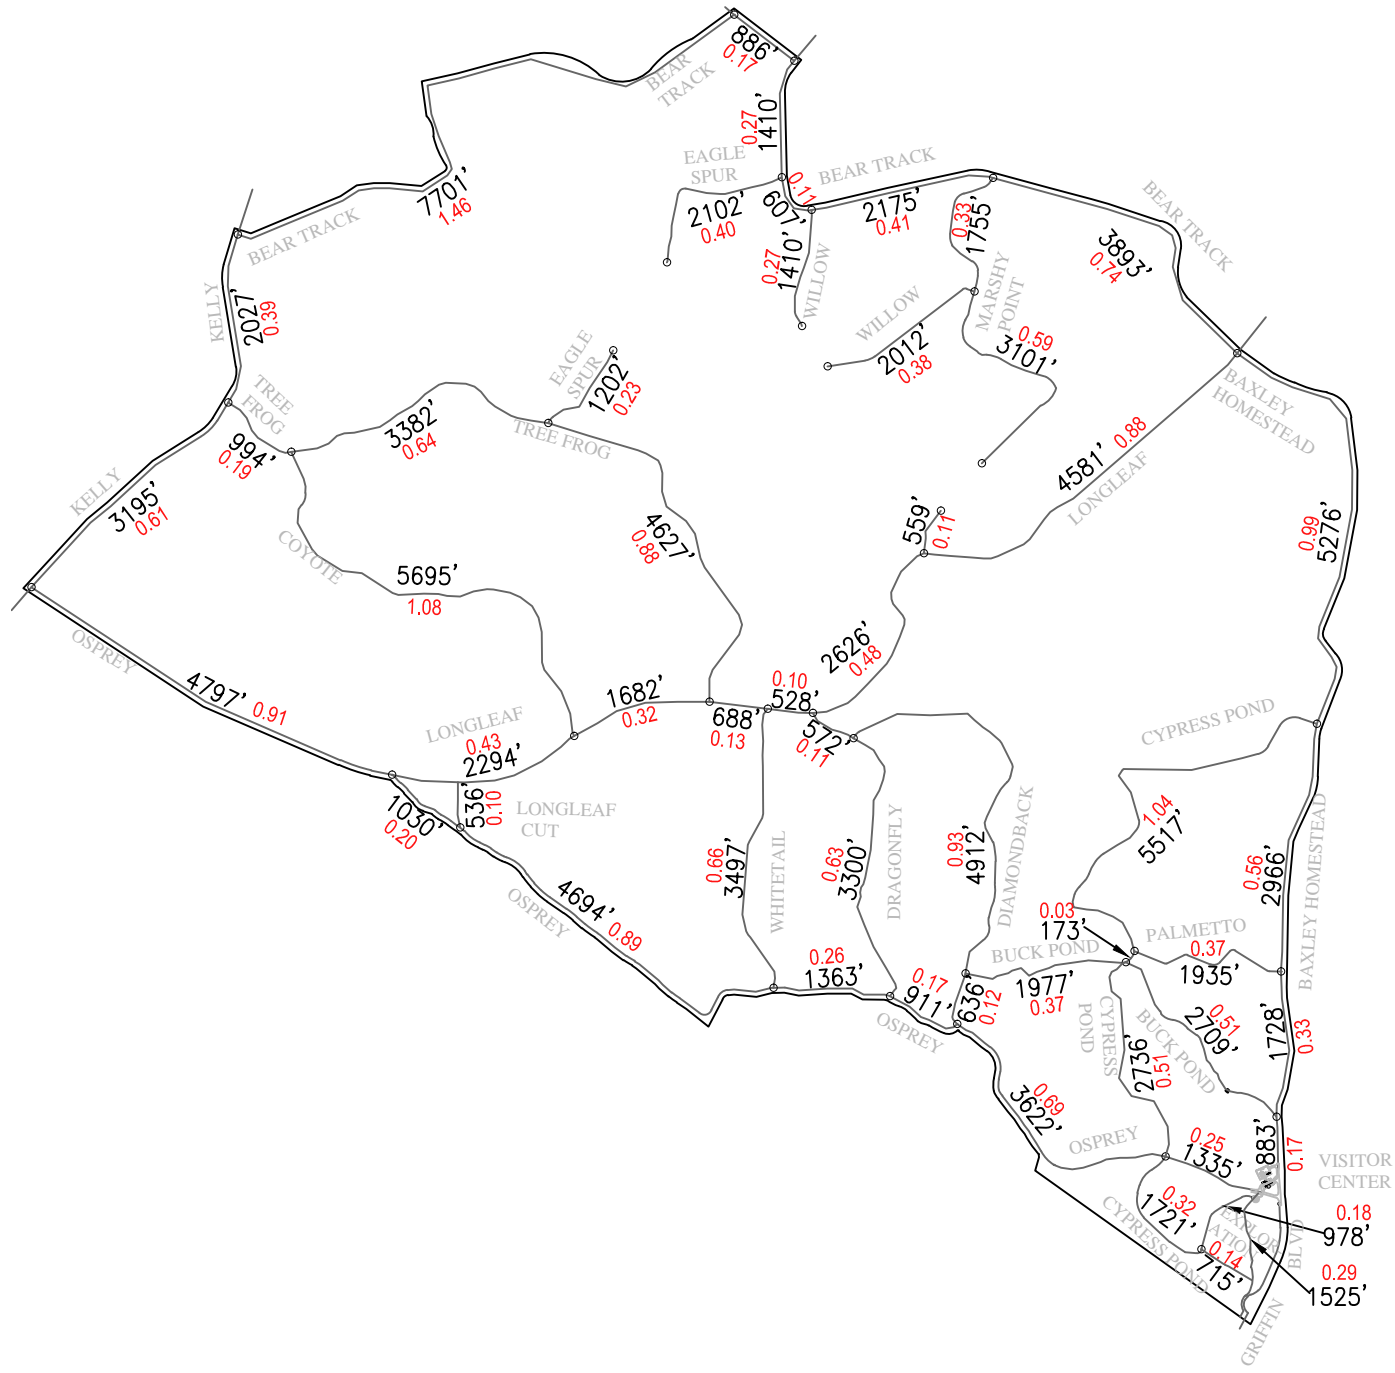 886'
0.17
BEAR
TRACK
1410'
0.27
EAGLE
SPUR
0.11
607'
BEAR TRACK
2102'
0.40
2175'
0.41
0.33
1755'
BEAR TRACK
7701'
1.46
BEAR TRACK
3893'
0.74
1410'
0.27
WILLOW
MARSHY
POINT
KELLY
2027'
0.39
WILLOW
2012'
0.38
0.59
3101'
EAGLE
SPUR
1202'
0.23
TREE
FROG
994'
0.19
3382'
0.64
TREE FROG
BAXLEY
HOMESTEAD
4581'
0.88
LONGLEAF
KELLY
3195'
0.61
4627'
0.88
559'
0.11
0.99
5276'
COYOTE
5695'
1.08
OSPREY
4797'
0.91
2626'
0.48
1682'
0.32
0.10
528'
688'
0.13
572'
0.11
LONGLEAF
0.43
2294'
CYPRESS POND
536'
0.10
LONGLEAF
CUT
1030'
0.20
1.04
5517'
0.66
3497'
WHITETAIL
0.63
3300'
DRAGONFLY
0.93
4912'
DIAMONDBACK
0.56
2966'
BAXLEY HOMESTEAD
OSPREY
4694'
0.89
0.03
173'
PALMETTO
0.37
1935'
BUCK POND
1977'
0.37
0.26
1363'
0.17
911'
OSPREY
636'
0.12
CYPRESS
POND
2736'
0.51
BUCK POND
0.51
2709'
1728'
0.33
0.69
3622'
OSPREY
0.25
1335'
883'
0.17
VISITOR
CENTER
0.32
1721'
CYPRESS POND
EXPLOR
ATIO
0.14
715'
0.18
978'
0.29
1525'
BLVD
GRIFFIN